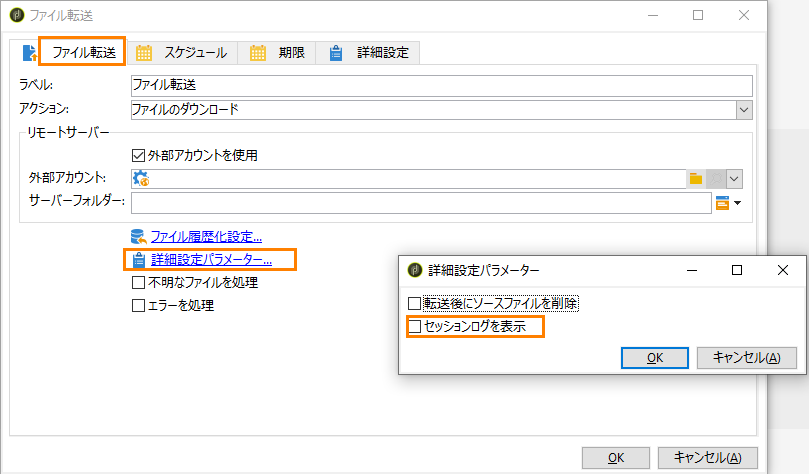 ファイル転送
ファイル転送 スケジュール 期限 詳細設定
ラベル: ファイル転送
アクション: ファイルのダウンロード
リモートサーバー
外部アカウントを使用
外部アカウント:
サーバーフォルダー:
ファイル履歴化設定...
詳細設定パラメーター...
不明なファイルを処理
エラーを処理
詳細設定パラメーター
転送後にソースファイルを削除
セッションログを表示
OK キャンセル(A)
OK キャンセル(A)